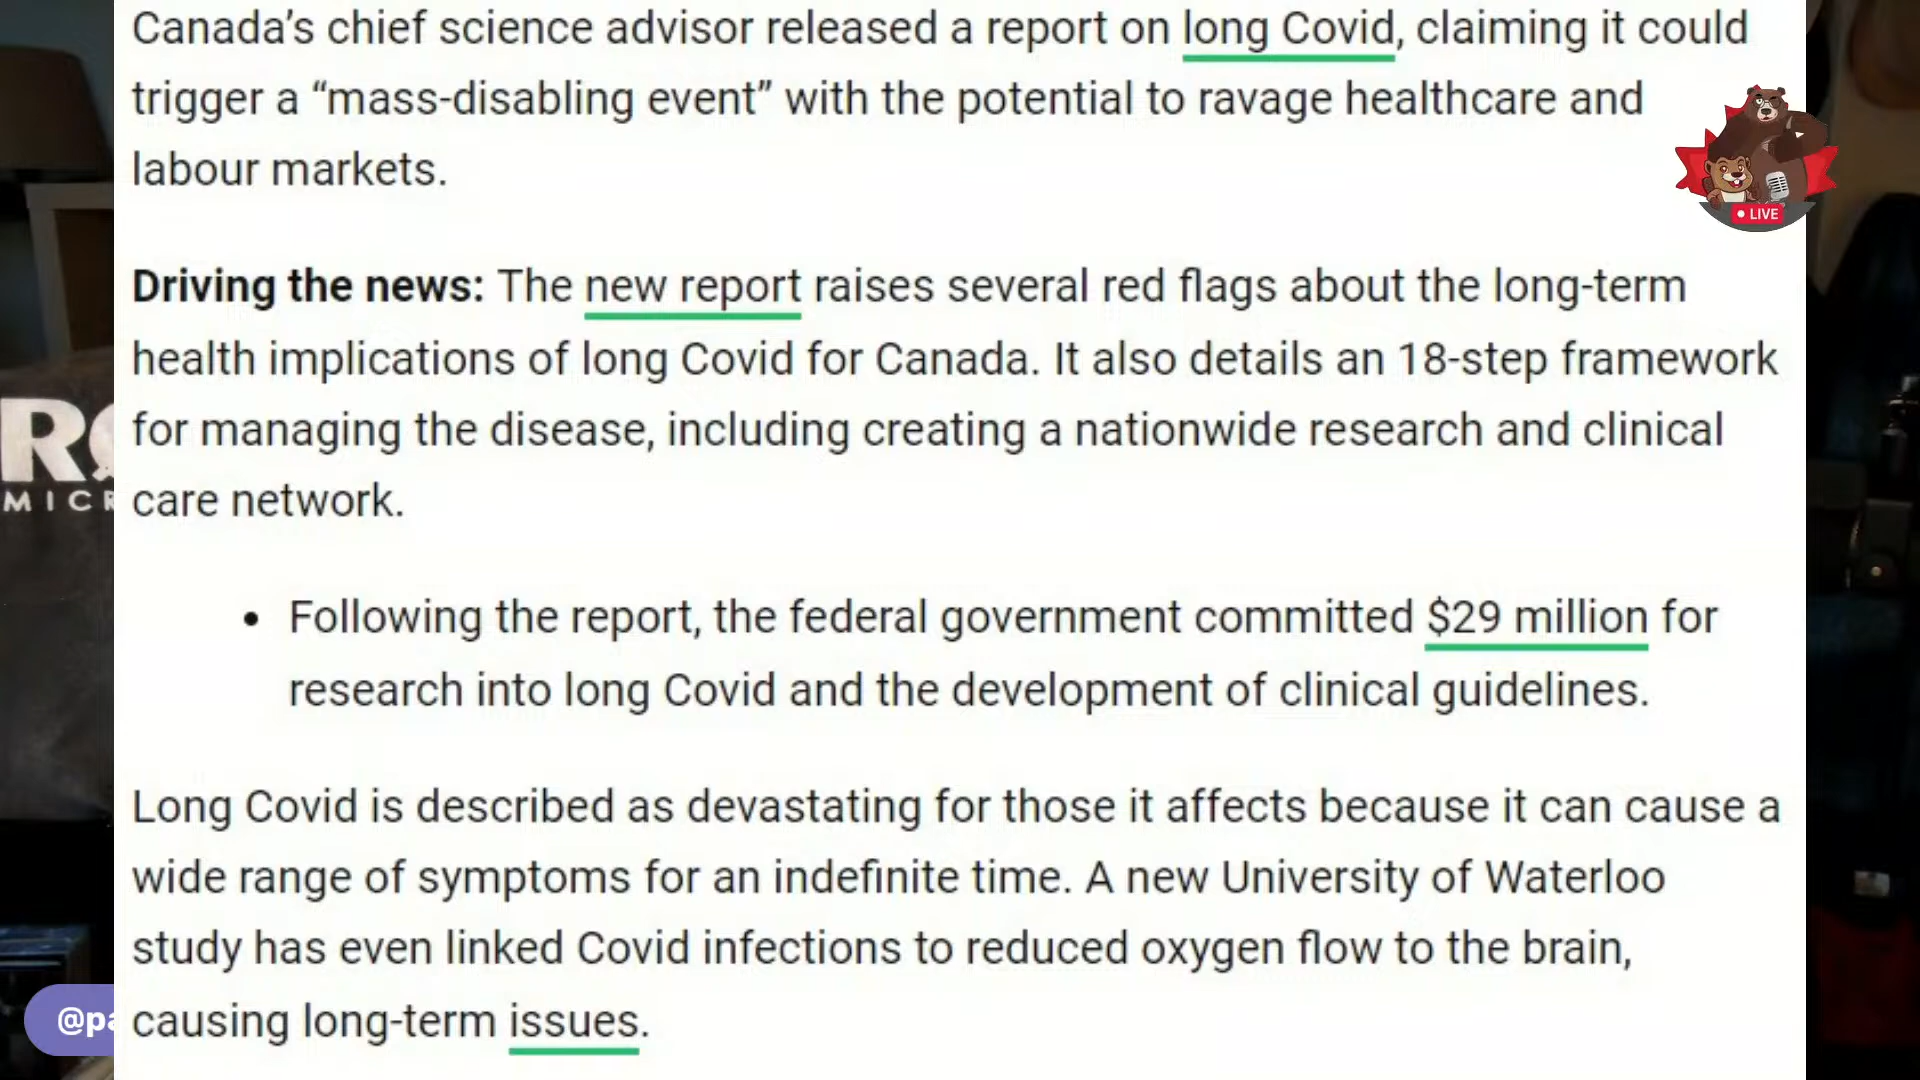 Canada’s chief science advisor released a report on long Covid, claiming it could
trigger a “mass-disabling event” with the potential to ravage healthcare and
labour markets.
LIVE
Driving the news: The new report raises several red flags about the long-term
health implications of long Covid for Canada. It also details an 18-step framework
for managing the disease, including creating a nationwide research and clinical
care network.
• Following the report, the federal government committed $29 million for
research into long Covid and the development of clinical guidelines.
Long Covid is described as devastating for those it affects because it can cause a
wide range of symptoms for an indefinite time. A new University of Waterloo
study has even linked Covid infections to reduced oxygen flow to the brain,
causing long-term issues.